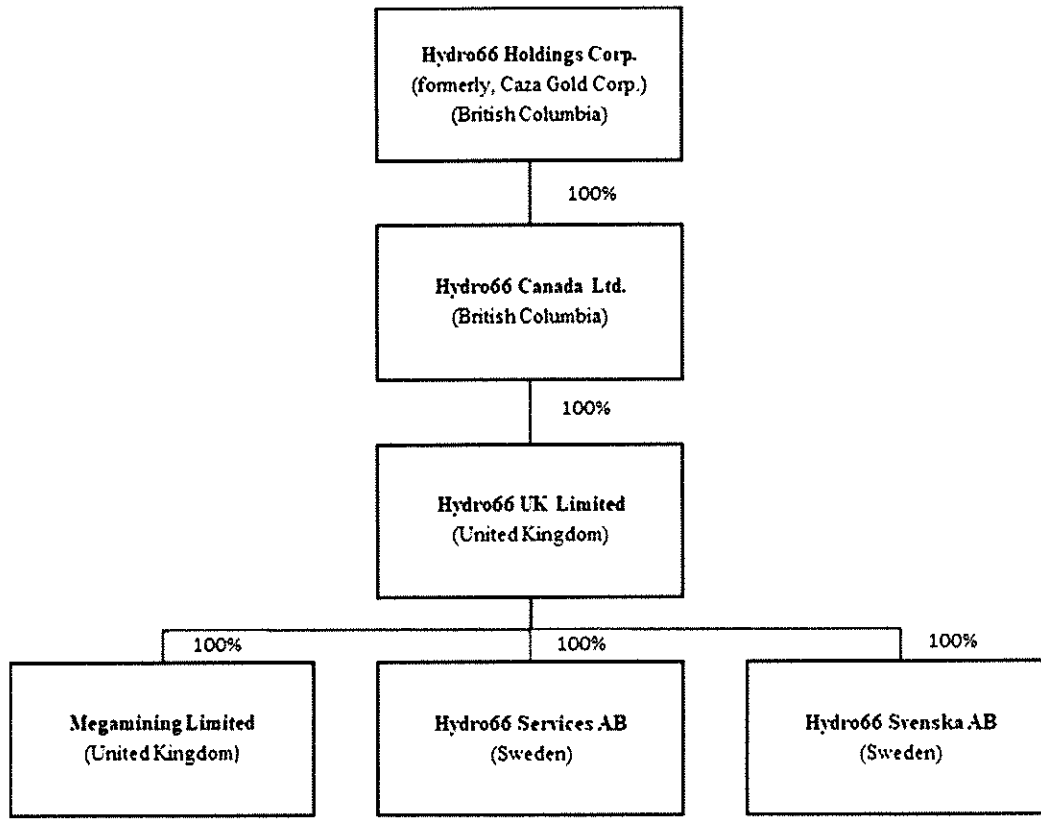 Hydro66 Holdings Corp.
(formerly, Caza Gold Corp.)
(British Columbia)
100%
Hydro66 Canada Ltd.
(British Columbia)
100%
Hydro66 UK Limited
(United Kingdom)
100%
100%
100%
Megamining Limited
(United Kingdom)
Hydro66 Services AB
(Sweden)
Hydro66 Svenska AB
(Sweden)